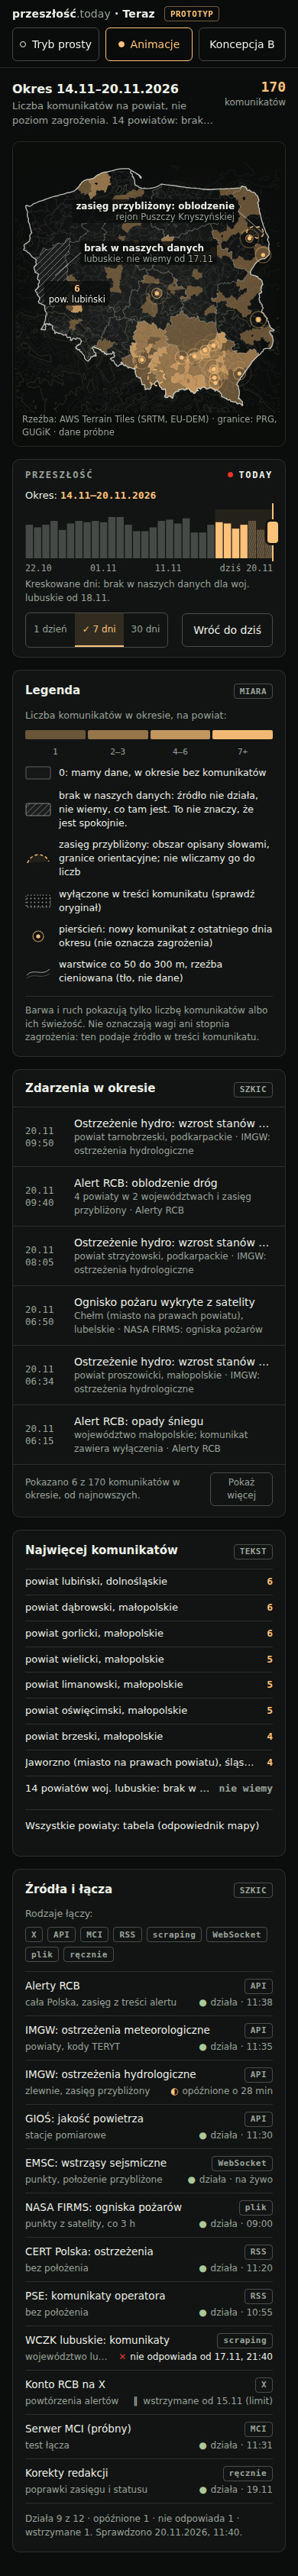 przeszłość.today · Teraz PROTOTYP
Tryb prosty
Animacje
Koncepcja B
Okres 14.11–20.11.2026
170
Liczba komunikatów na powiat, nie
komunikatów
poziom zagrożenia. 14 powiatów: brak…
zasięg przybliżony: oblodzenie
rejon Puszczy Knyszyńskiej
brak w naszych danych
lubuskie: nie wiemy od 17.11
6
pow. lubiński
Rzeźba: AWS Terrain Tiles (SRTM, EU-DEM) · granice: PRG,
GUGiK · dane próbne
PRZESZŁOŚĆ
TODAY
Okres: 14.11–20.11.2026
22.10 01.11 11.11 dziś 20.11
Kreskowane dni: brak w naszych danych dla woj.
lubuskie od 18.11.
1 dzień ✓ 7 dni 30 dni
Wróć do dziś
Legenda
MIARA
Liczba komunikatów w okresie, na powiat:
1 2–3 4–6 7+
0: mamy dane, w okresie bez komunikatów
brak w naszych danych: źródło nie działa,
nie wiemy, co tam jest. To nie znaczy, że
jest spokojnie.
zasięg przybliżony: obszar opisany słowami,
granice orientacyjne; nie wliczamy go do
liczb
wyłączone w treści komunikatu (sprawdź
oryginał)
pierścień: nowy komunikat z ostatniego dnia
okresu (nie oznacza zagrożenia)
warstwice co 50 do 300 m, rzeźba
cieniowana (tło, nie dane)
Barwa i ruch pokazują tylko liczbę komunikatów albo
ich świeżość. Nie oznaczają wagi ani stopnia
zagrożenia: ten podaje źródło w treści komunikatu.
Zdarzenia w okresie
SZKIC
20.11
09:50
Ostrzeżenie hydro: wzrost stanów …
powiat tarnobrzeski, podkarpackie · IMGW:
ostrzeżenia hydrologiczne
20.11
09:40
Alert RCB: oblodzenie dróg
4 powiaty w 2 województwach i zasięg
przybliżony · Alerty RCB
20.11
08:05
Ostrzeżenie hydro: wzrost stanów …
powiat strzyżowski, podkarpackie · IMGW:
ostrzeżenia hydrologiczne
20.11
06:50
Ognisko pożaru wykryte z satelity
Chełm (miasto na prawach powiatu),
lubelskie · NASA FIRMS: ogniska pożarów
20.11
06:34
Ostrzeżenie hydro: wzrost stanów …
powiat proszowicki, małopolskie · IMGW:
ostrzeżenia hydrologiczne
20.11
06:15
Alert RCB: opady śniegu
województwo małopolskie; komunikat
zawiera wyłączenie · Alerty RCB
Pokazano 6 z 170 komunikatów w
okresie, od najnowszych.
Pokaż
więcej
Najwięcej komunikatów
TEKST
powiat lubiński, dolnośląskie 6
powiat dąbrowski, małopolskie 6
powiat gorlicki, małopolskie 6
powiat wielicki, małopolskie 5
powiat limanowski, małopolskie 5
powiat oświęcimski, małopolskie 5
powiat brzeski, małopolskie 4
Jaworzno (miasto na prawach powiatu), śląs… 4
14 powiatów woj. lubuskie: brak w … nie wiemy
Wszystkie powiaty: tabela (odpowiednik mapy)
Źródła i łącza
SZKIC
Rodzaje łączy:
X API MCI RSS scraping WebSocket
plik ręcznie
Alerty RCB API
cała Polska, zasięg z treści alertu ● działa · 11:38
IMGW: ostrzeżenia meteorologiczne API
powiaty, kody TERYT ● działa · 11:35
IMGW: ostrzeżenia hydrologiczne API
zlewnie, zasięg przybliżony ◐ opóźnione o 28 min
GIOŚ: jakość powietrza API
stacje pomiarowe ● działa · 11:30
EMSC: wstrząsy sejsmiczne WebSocket
punkty, położenie przybliżone ● działa · na żywo
NASA FIRMS: ogniska pożarów plik
punkty z satelity, co 3 h ● działa · 09:00
CERT Polska: ostrzeżenia RSS
bez położenia ● działa · 11:20
PSE: komunikaty operatora RSS
bez położenia ● działa · 10:55
WCZK lubuskie: komunikaty scraping
województwo lu… ✕ nie odpowiada od 17.11, 21:40
Konto RCB na X X
powtórzenia alertów ‖ wstrzymane od 15.11 (limit)
Serwer MCI (próbny) MCI
test łącza ● działa · 11:31
Korekty redakcji ręcznie
poprawki zasięgu i statusu ● działa · 19.11
Działa 9 z 12 · opóźnione 1 · nie odpowiada 1 ·
wstrzymane 1. Sprawdzono 20.11.2026, 11:40.